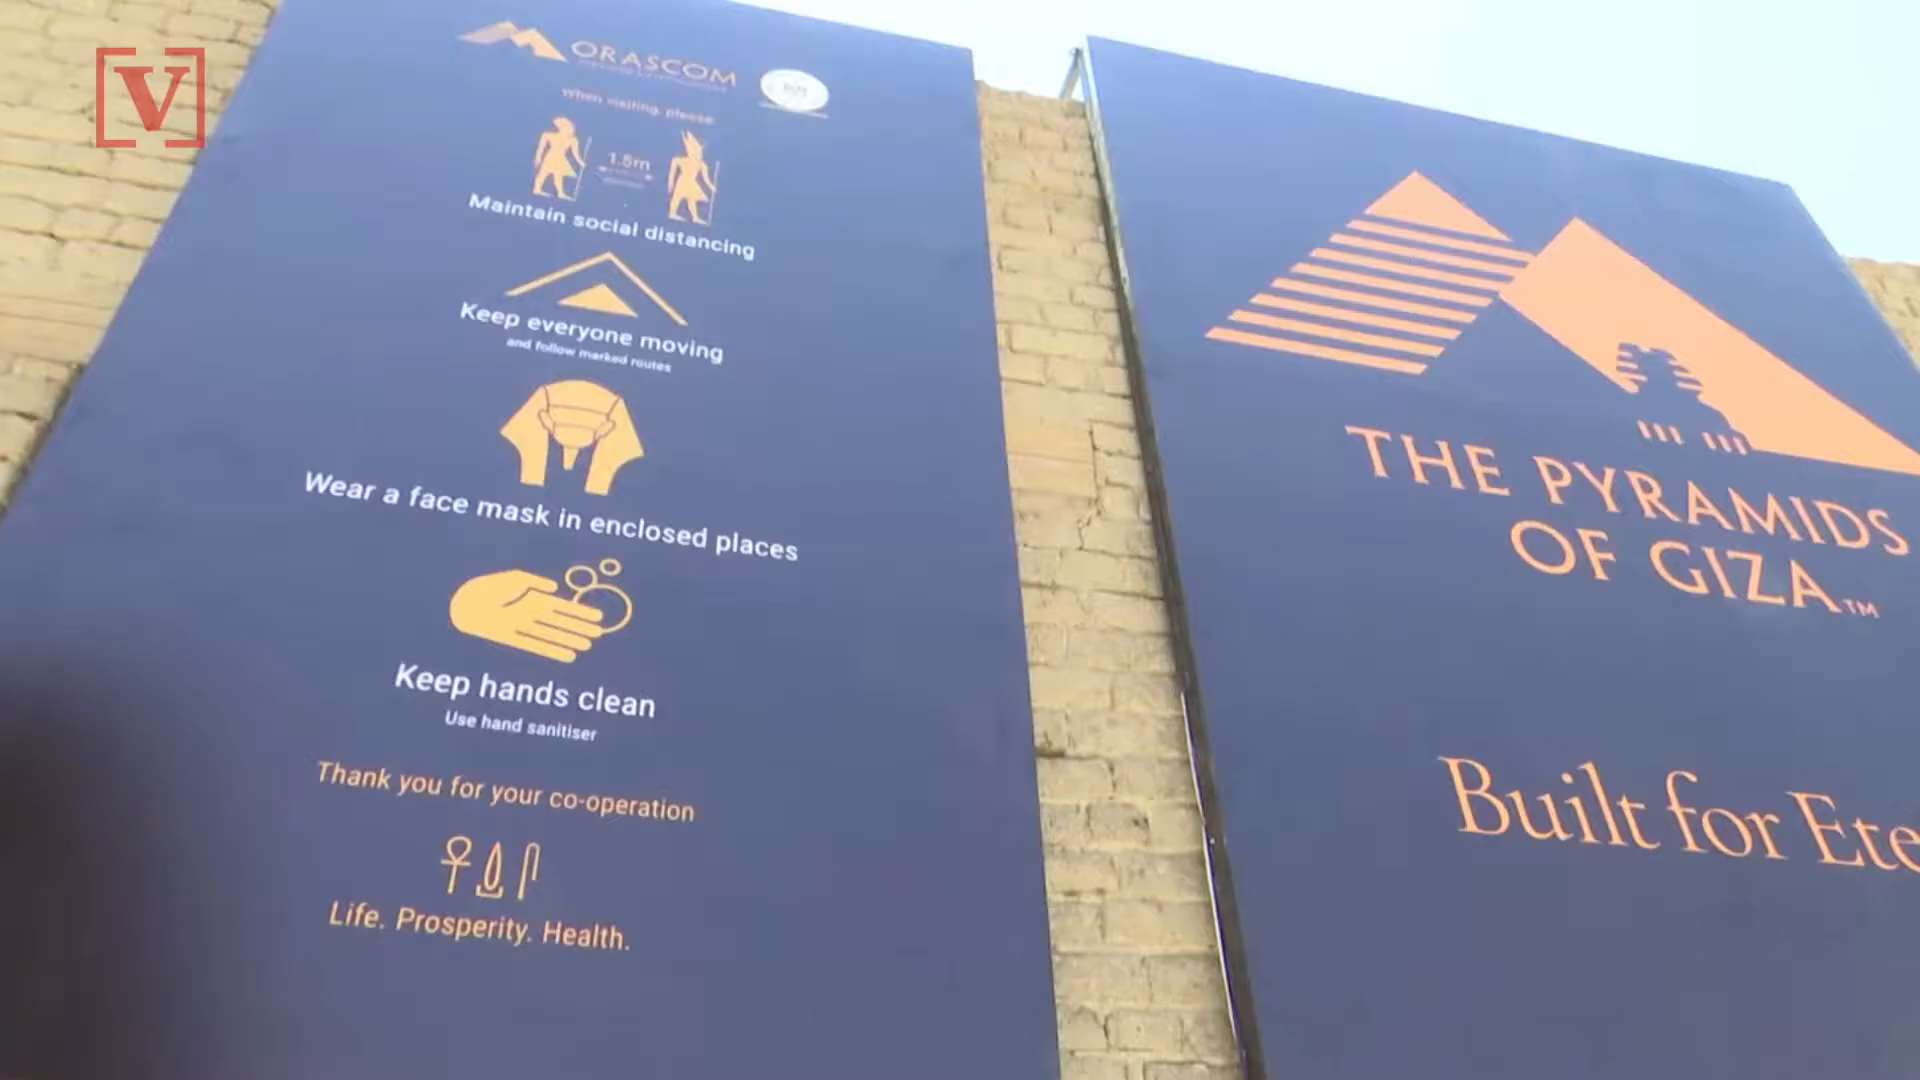 V
ORASCOM
When visiting, please:
1.5m
Maintain social distancing
Keep everyone moving
and follow marked routes
Wear a face mask in enclosed places
Keep hands clean
Use hand sanitiser
Thank you for your co-operation
Life. Prosperity. Health.
THE PYRAMIDS
OF GIZA™
Built for Ete